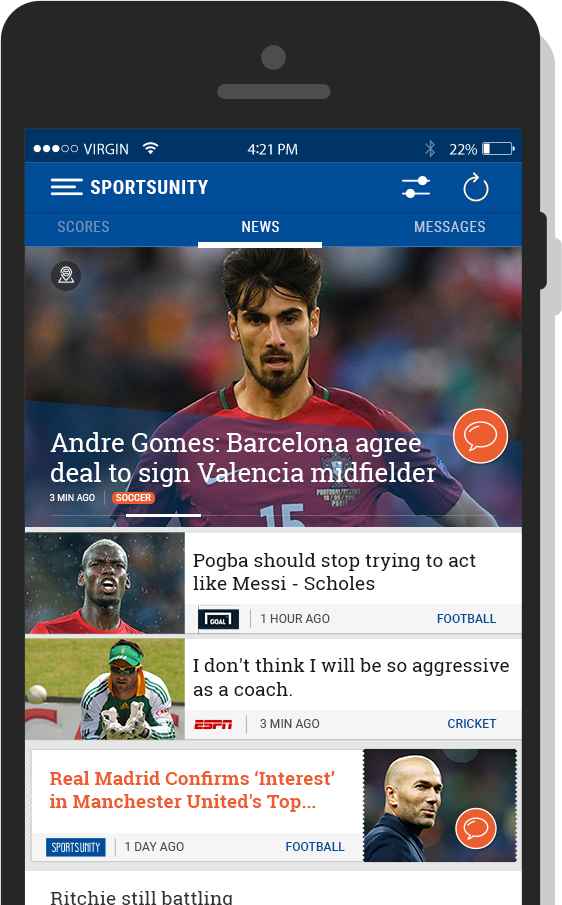 VIRGIN 4:21 PM 22%
SPORTSUNITY
SCORES NEWS MESSAGES
Andre Gomes: Barcelona agree
deal to sign Valencia midfielder
3 MIN AGO SOCCER
15
Pogba should stop trying to act
like Messi - Scholes
GOAL 1 HOUR AGO FOOTBALL
I don't think I will be so aggressive
as a coach.
ESPN 3 MIN AGO CRICKET
Real Madrid Confirms ‘Interest’
in Manchester United's Top...
SPORTSUNITY 1 DAY AGO FOOTBALL
Ritchie still battling